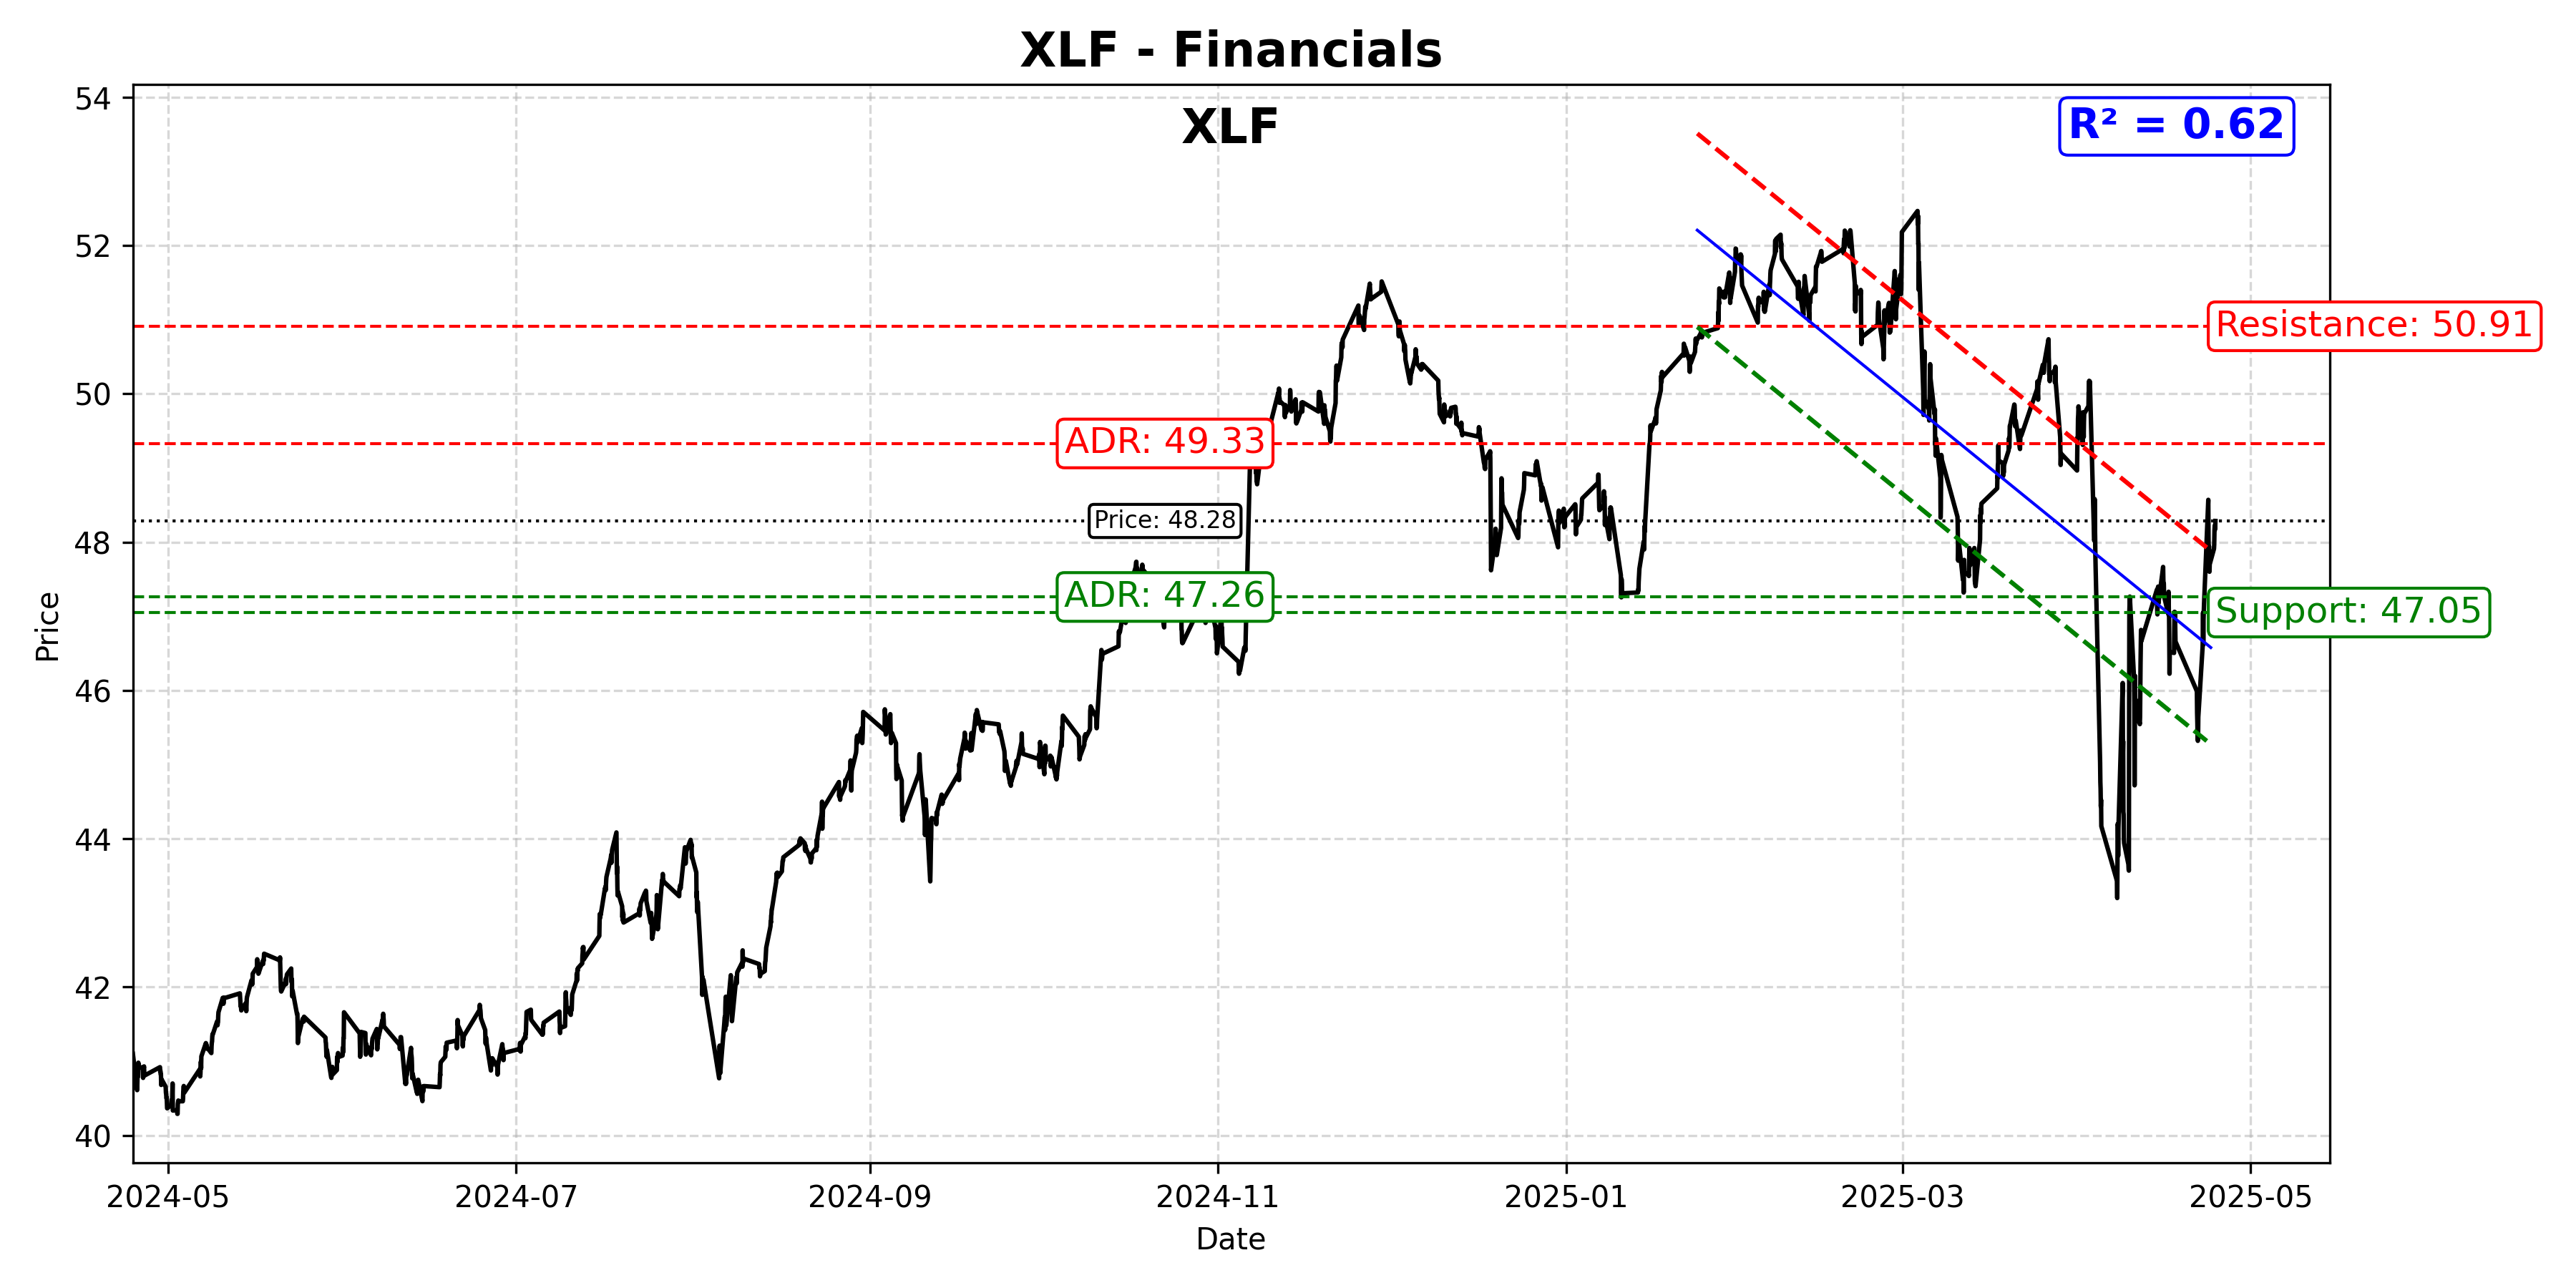 XLF - Financials
XLF
R² = 0.62
54
52
50
48
46
44
42
40
Price
Resistance: 50.91
ADR: 49.33
Price: 48.28
ADR: 47.26
Support: 47.05
2024-05
2024-07
2024-09
2024-11
2025-01
2025-03
2025-05
Date